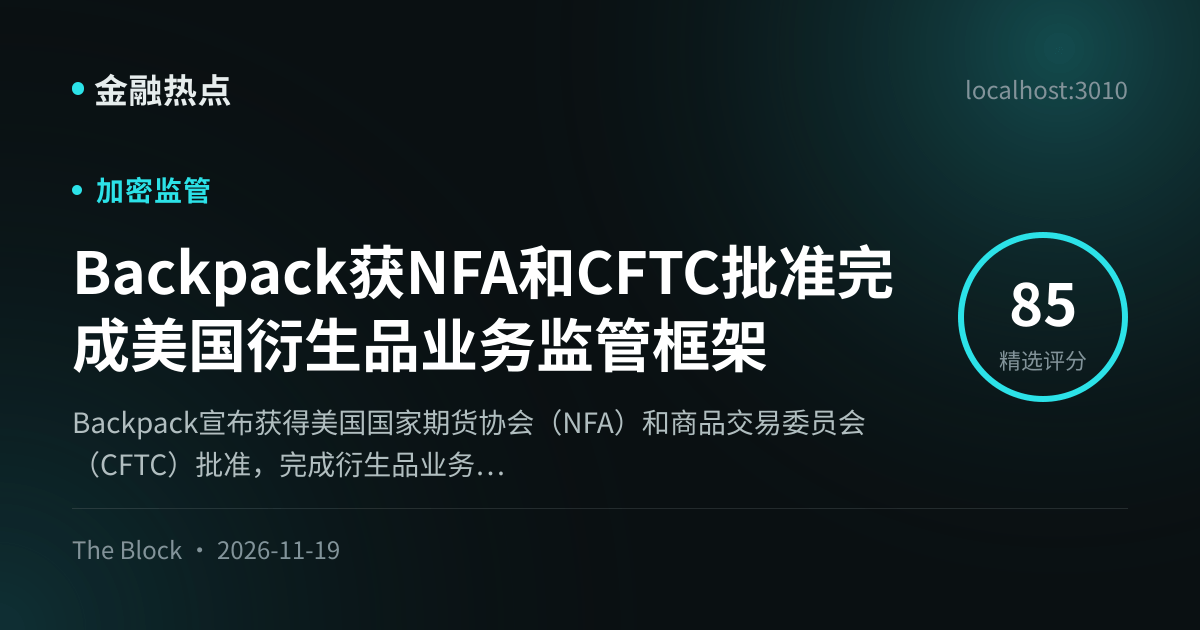 金融热点
localhost:3010
加密监管
Backpack获NFA和CFTC批准完
成美国衍生品业务监管框架
85
精选评分
Backpack宣布获得美国国家期货协会（NFA）和商品交易委员会
（CFTC）批准，完成衍生品业务…
The Block · 2026-11-19